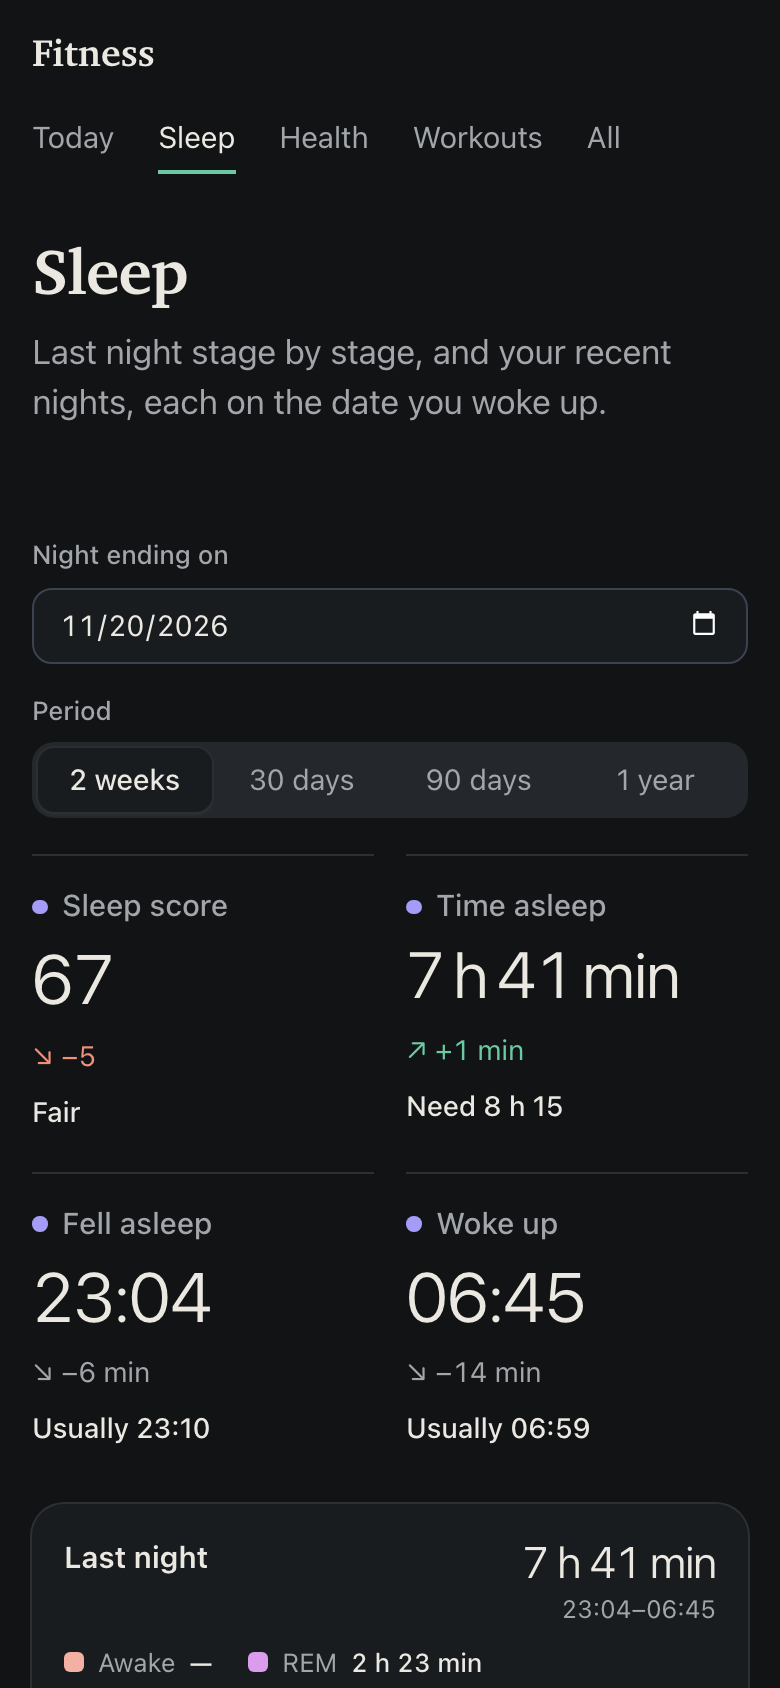 Fitness
Today Sleep Health Workouts All
Sleep
Last night stage by stage, and your recent
nights, each on the date you woke up.
Night ending on
11/20/2026
Period
2 weeks 30 days 90 days 1 year
Sleep score
67
↘ –5
Fair
Time asleep
7 h 41 min
↗ +1 min
Need 8 h 15
Fell asleep
23:04
↘ –6 min
Usually 23:10
Woke up
06:45
↘ –14 min
Usually 06:59
Last night
7 h 41 min
23:04–06:45
Awake — REM 2 h 23 min